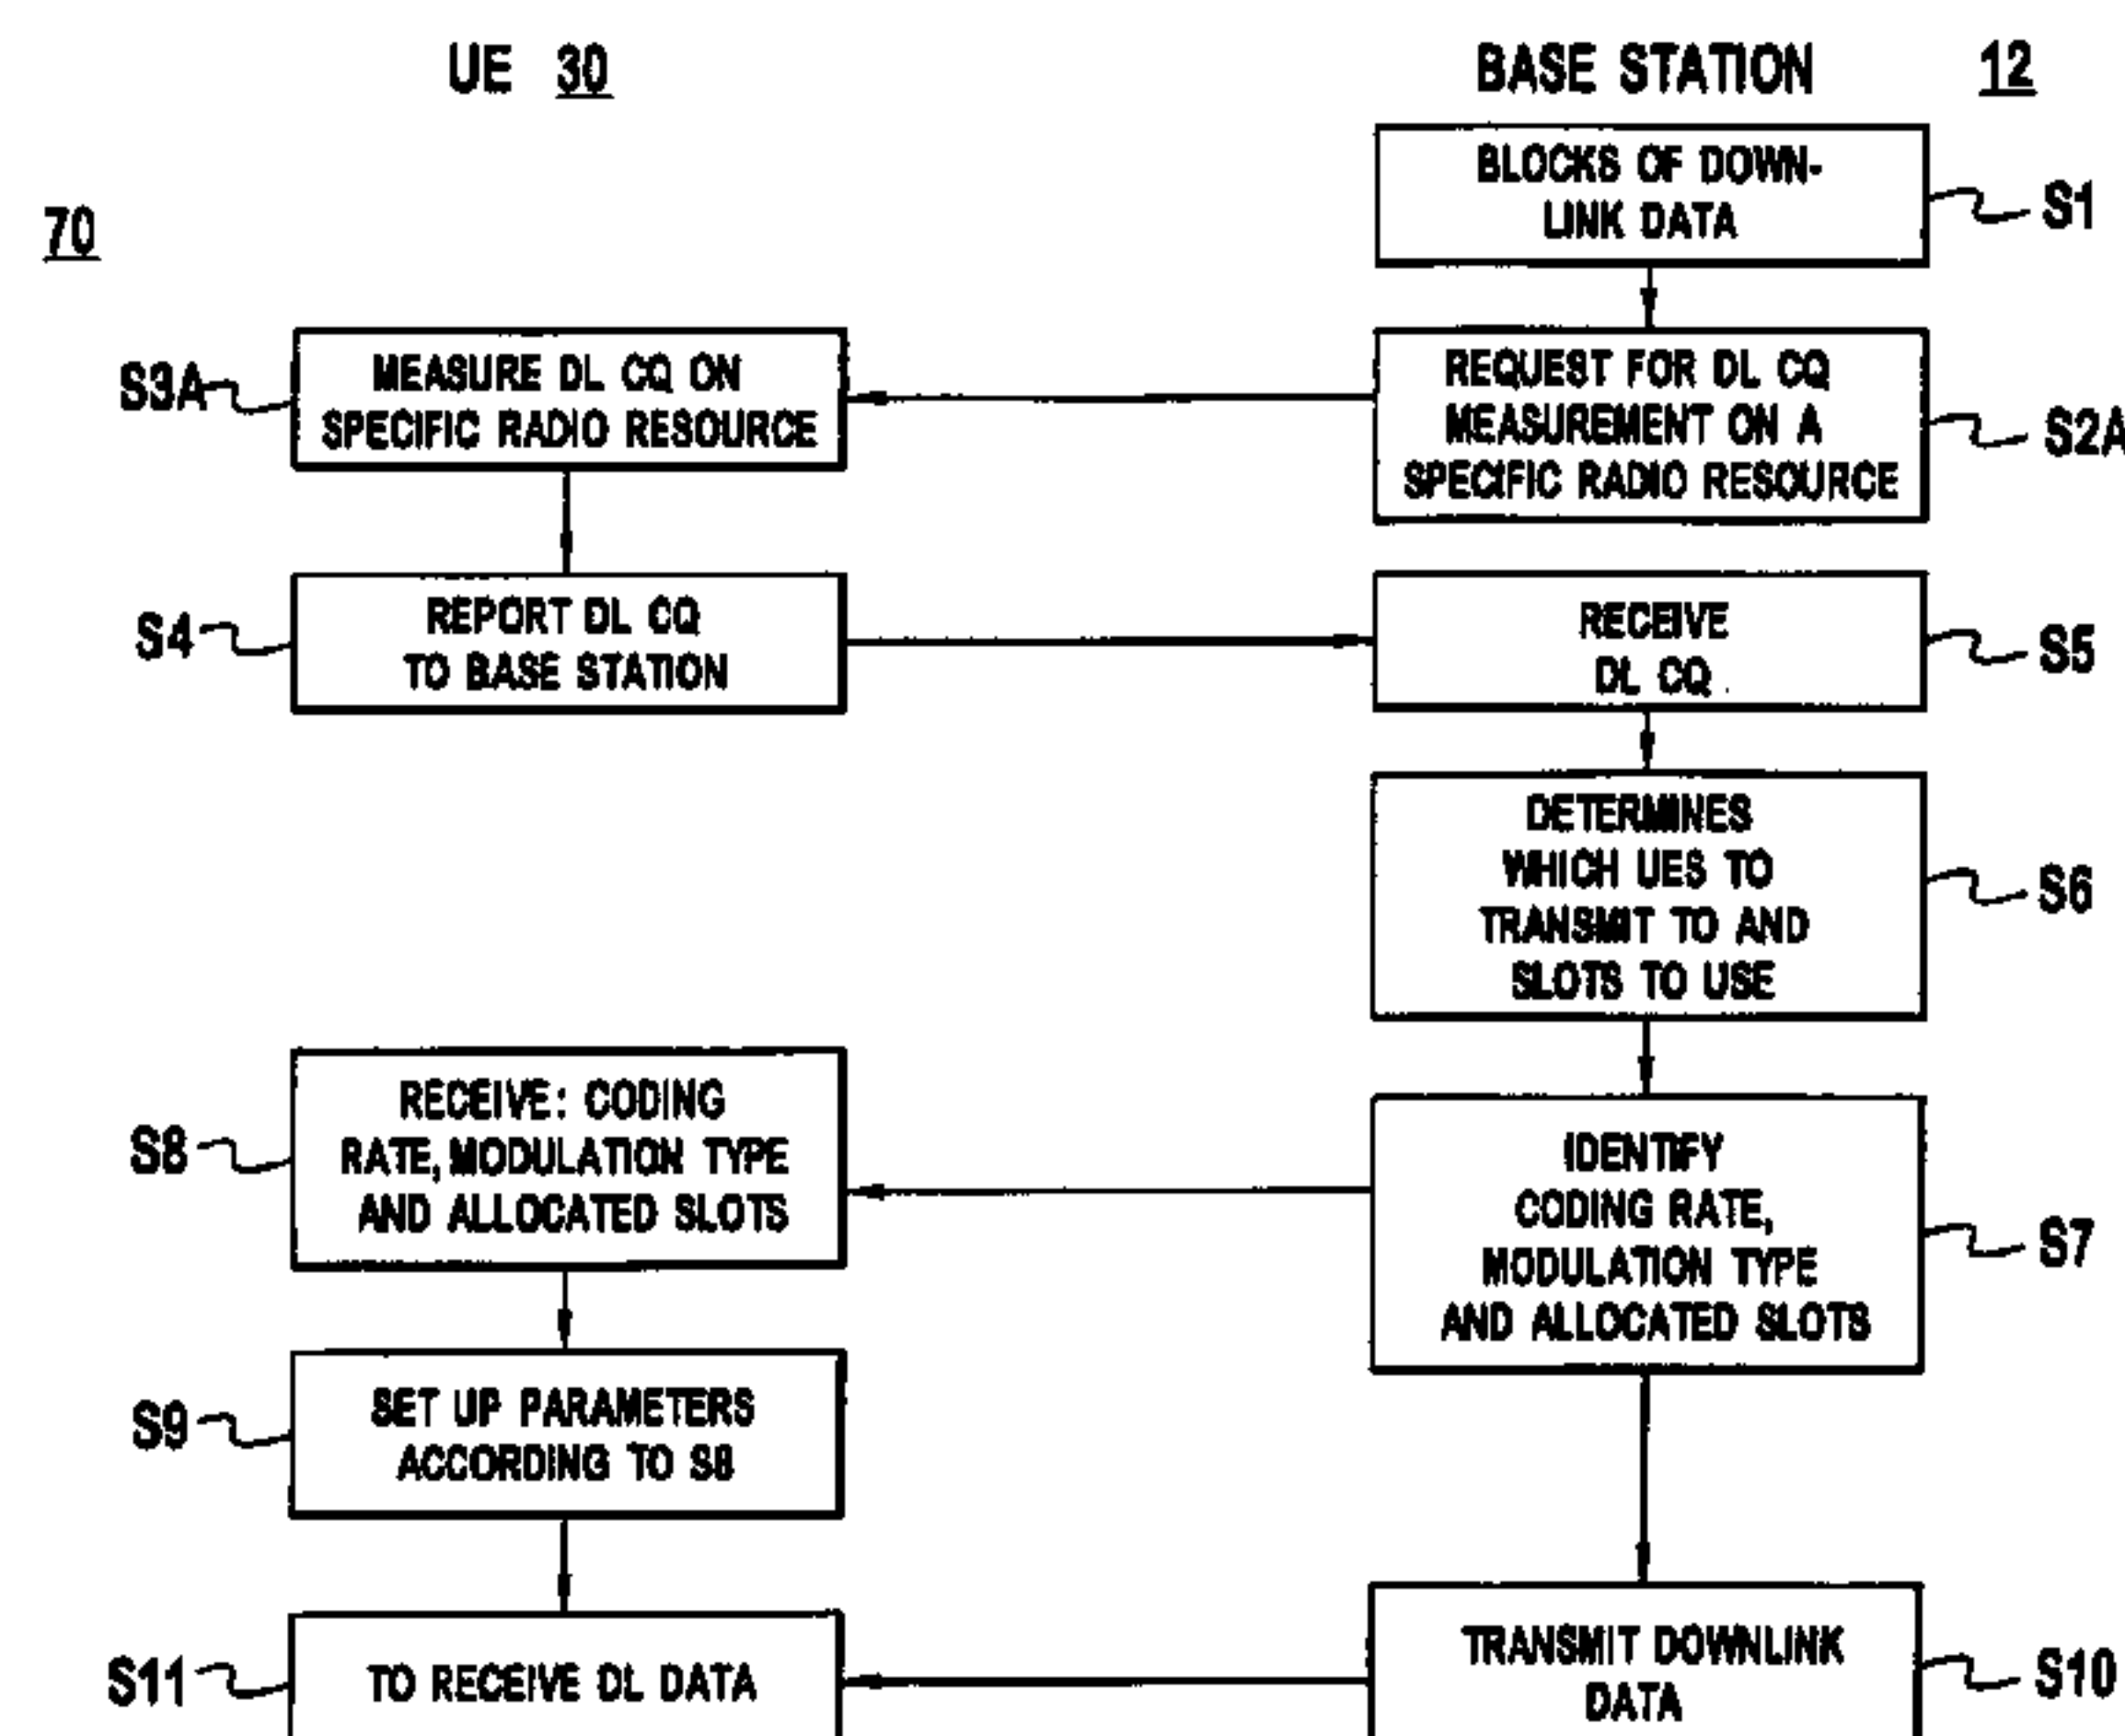 UE 30
BASE STATION 12
70
BLOCKS OF DOWN-
LINK DATA
S1
S3A
MEASURE DL CQ ON
SPECIFIC RADIO RESOURCE
REQUEST FOR DL CQ
MEASUREMENT ON A
SPECIFIC RADIO RESOURCE
S2A
S4
REPORT DL CQ
TO BASE STATION
RECEIVE
DL CQ
S5
DETERMINES
WHICH UES TO
TRANSMIT TO AND
SLOTS TO USE
S6
S8
RECEIVE: CODING
RATE, MODULATION TYPE
AND ALLOCATED SLOTS
IDENTIFY
CODING RATE,
MODULATION TYPE
AND ALLOCATED SLOTS
S7
S9
SET UP PARAMETERS
ACCORDING TO S8
S11
TO RECEIVE DL DATA
TRANSMIT DOWNLINK
DATA
S10